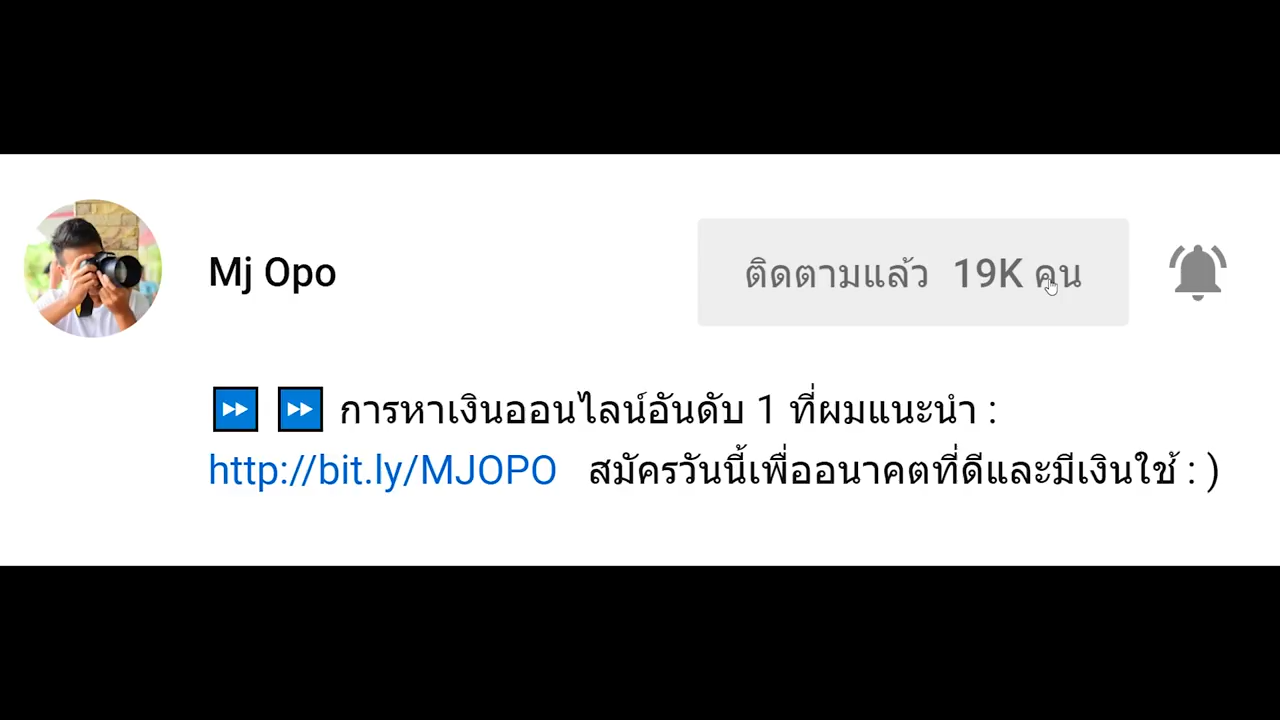 Mj Opo
ติดตามแล้ว 19K คน
⏩ ⏩ การหาเงินออนไลน์อันดับ 1 ที่ผมแนะนำ :
http://bit.ly/MJOPO สมัครวันนี้เพื่ออนาคตที่ดีและมีเงินใช้ : )